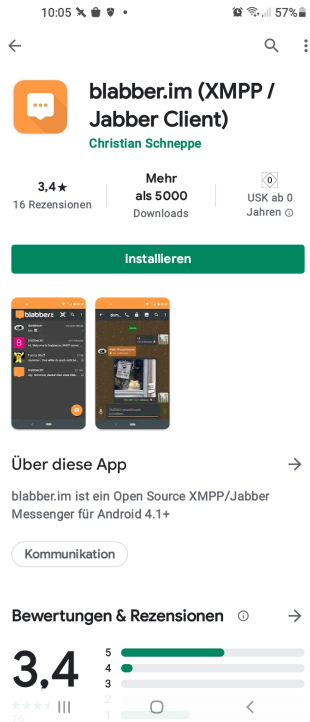 10:05
57%
blabber.im (XMPP /
Jabber Client)
Christian Schneppe
3,4★
16 Rezensionen
Mehr
als 5000
Downloads
0
USK ab 0
Jahren
Installieren
Über diese App
blabber.im ist ein Open Source XMPP/Jabber
Messenger für Android 4.1+
Kommunikation
Bewertungen & Rezensionen
3,4
5
4
3
2
1
16